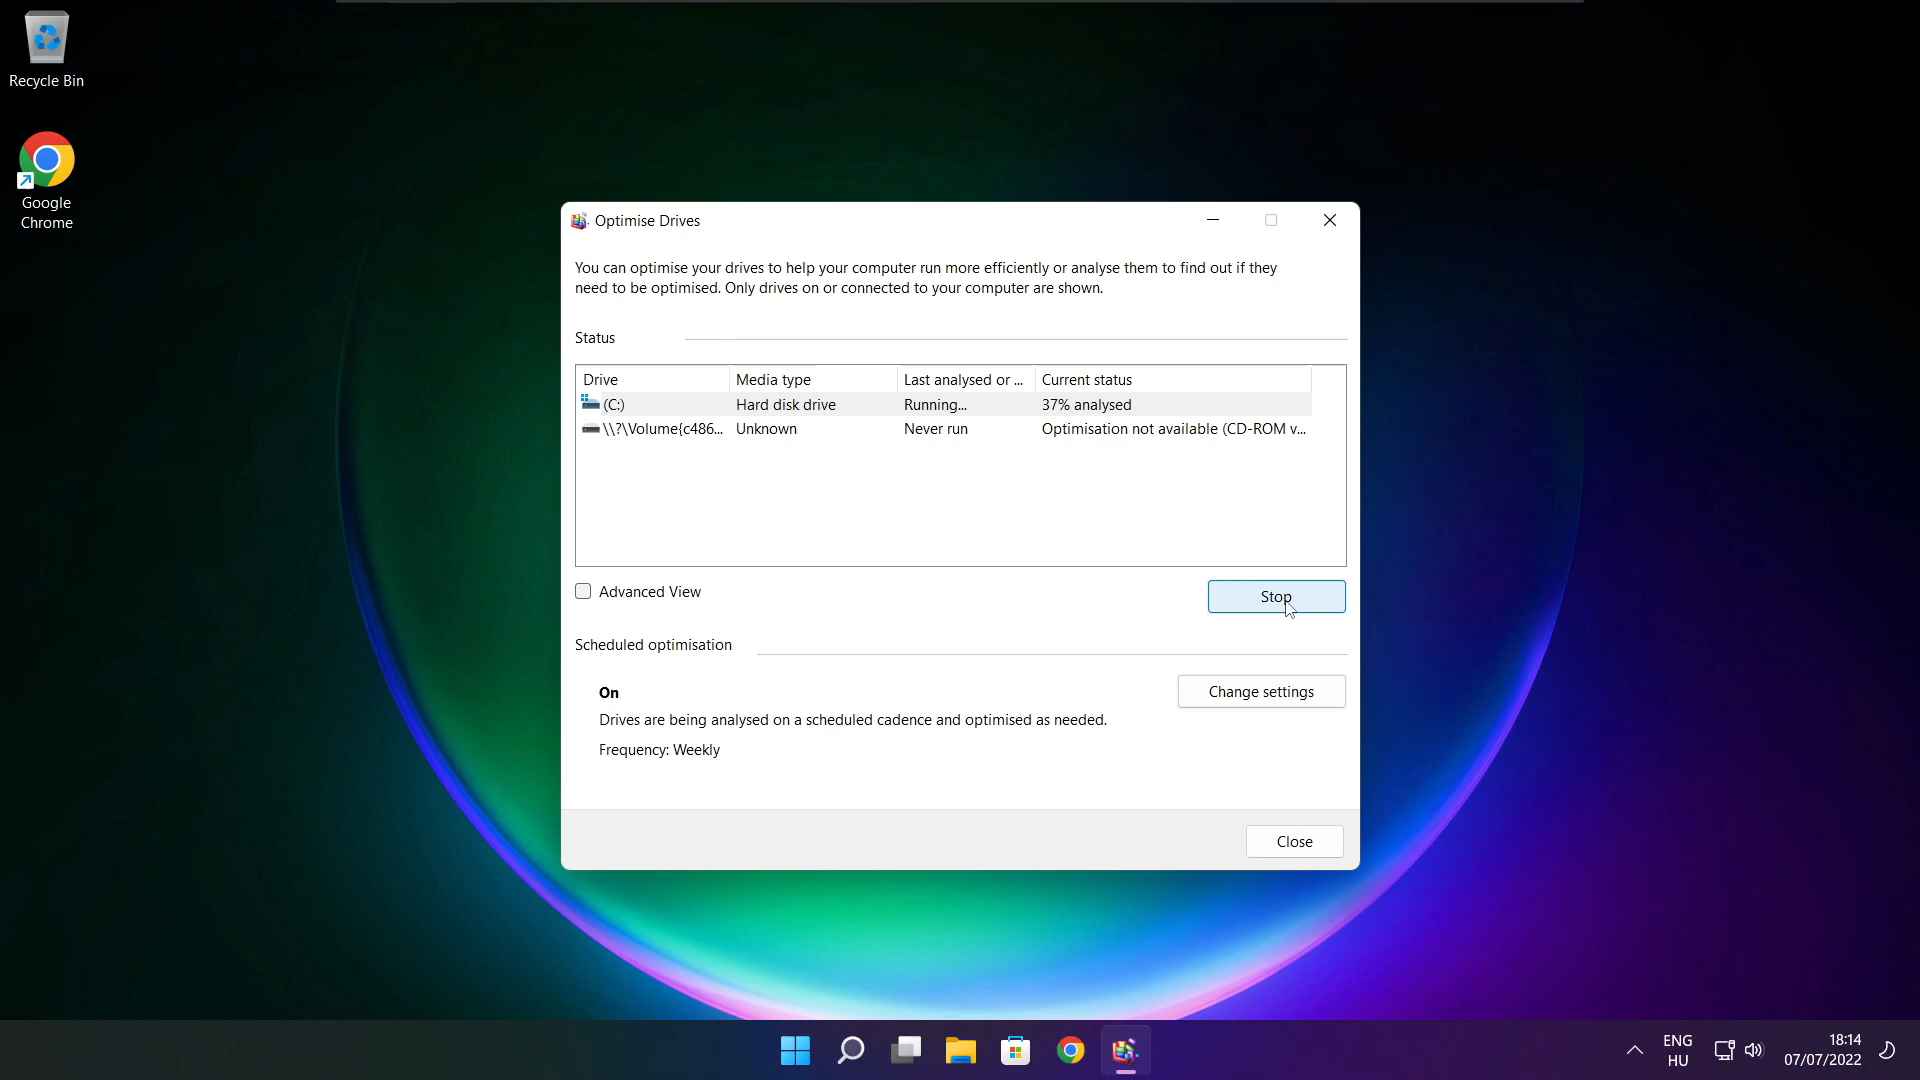 Recycle Bin
Google
Chrome
Optimise Drives
You can optimise your drives to help your computer run more efficiently or analyse them to find out if they
need to be optimised. Only drives on or connected to your computer are shown.
Status
Drive Media type Last analysed or ... Current status
(C:) Hard disk drive Running... 37% analysed
\\?\Volume{c486... Unknown Never run Optimisation not available (CD-ROM v...
Advanced View
Stop
Scheduled optimisation
On
Change settings
Drives are being analysed on a scheduled cadence and optimised as needed.
Frequency: Weekly
Close
ENG
HU
18:14
07/07/2022